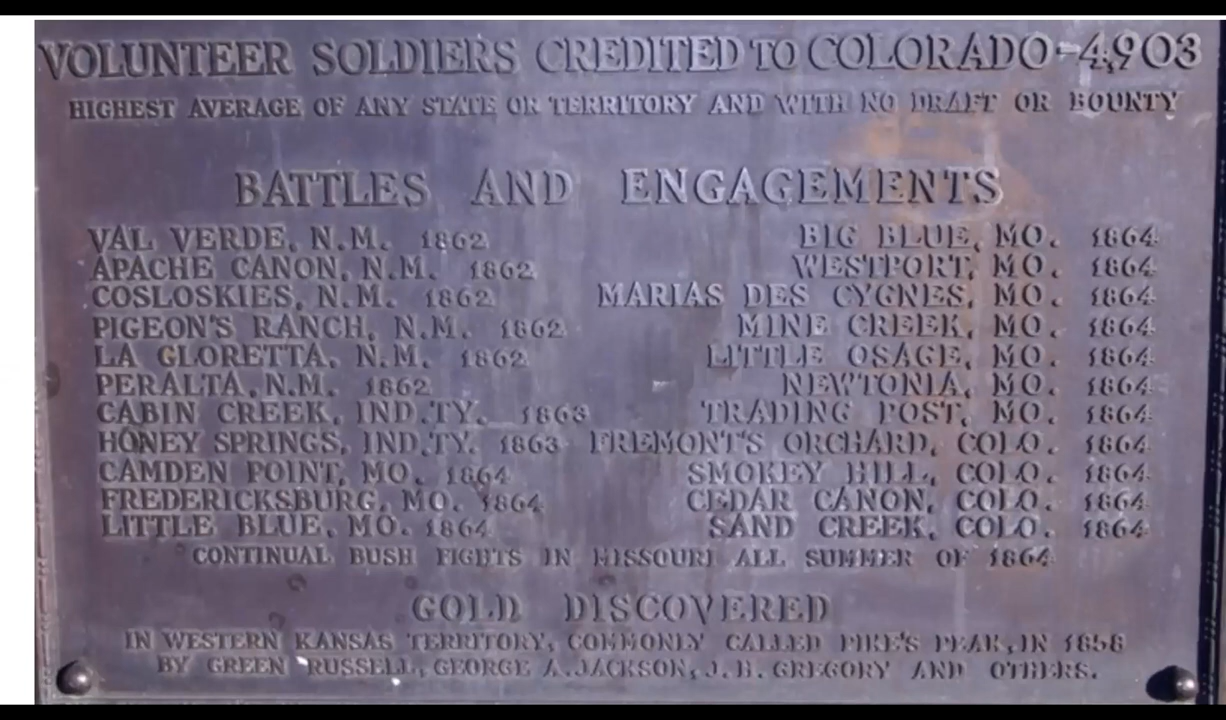 VOLUNTEER SOLDIERS CREDITED TO COLORADO-4,903
HIGHEST AVERAGE OF ANY STATE OR TERRITORY AND WITH NO DRAFT OR BOUNTY
BATTLES AND ENGAGEMENTS
VAL VERDE, N.M. 1862 BIG BLUE, MO. 1864
APACHE CANON, N.M. 1862 WESTPORT, MO. 1864
COSLOSKIES, N.M. 1862 MARIAS DES CYGNES, MO. 1864
PIGEON'S RANCH, N.M. 1862 MINE CREEK, MO. 1864
LA GLORETTA, N.M. 1862 LITTLE OSAGE, MO. 1864
PERALTA, N.M. 1862 NEWTONIA, MO. 1864
CABIN CREEK, IND.TY. 1863 TRADING POST, MO. 1864
HONEY SPRINGS, IND.TY. 1863 FREMONT'S ORCHARD, COLO. 1864
CAMDEN POINT, MO. 1864 SMOKEY HILL, COLO. 1864
FREDERICKSBURG, MO. 1864 CEDAR CANON, COLO. 1864
LITTLE BLUE, MO. 1864 SAND CREEK, COLO. 1864
CONTINUAL BUSH FIGHTS IN MISSOURI ALL SUMMER OF 1864
GOLD DISCOVERED
IN WESTERN KANSAS TERRITORY, COMMONLY CALLED PIKE'S PEAK, IN 1858
BY GREEN RUSSELL, GEORGE A. JACKSON, J. H. GREGORY AND OTHERS.